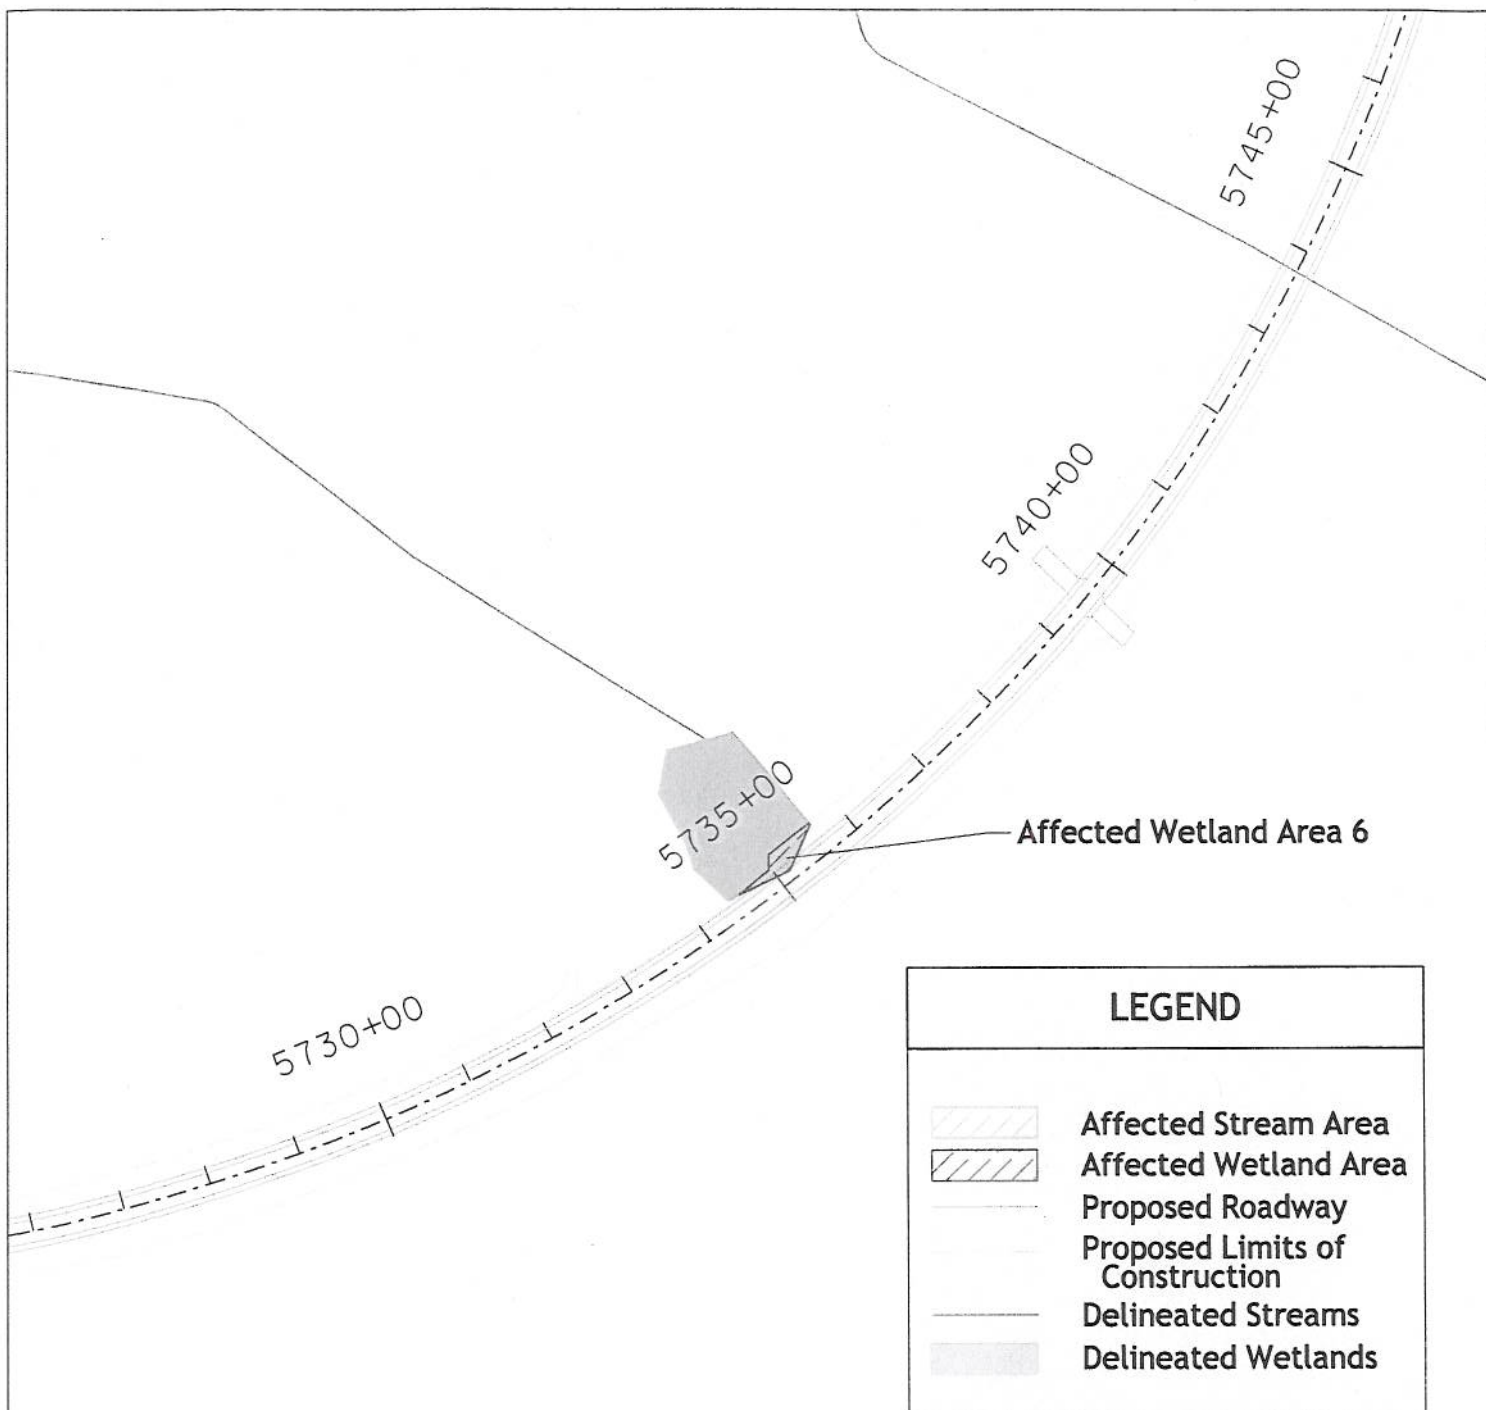 5745+00
5740+00
5735+00
Affected Wetland Area 6
5730+00
LEGEND
Affected Stream Area
Affected Wetland Area
Proposed Roadway
Proposed Limits of
Construction
Delineated Streams
Delineated Wetlands